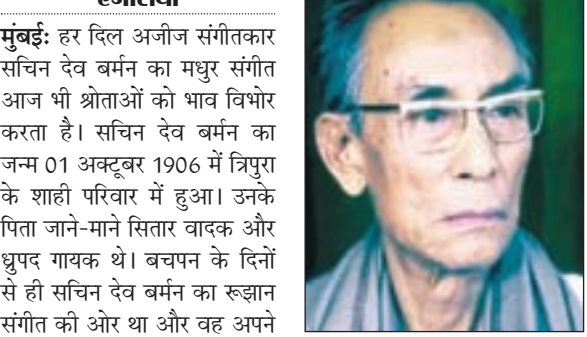 मुंबई: हर दिल अजीज संगीतकार
सचिन देव बर्मन का मधुर संगीत
आज भी श्रोताओं को भाव विभोर
करता है। सचिन देव बर्मन का
जन्म 01 अक्टूबर 1906 में त्रिपुरा
के शाही परिवार में हुआ। उनके
पिता जाने-माने सितार वादक और
ध्रुपद गायक थे। बचपन के दिनों
से ही सचिन देव बर्मन का रूझान
संगीत की ओर था और वह अपने